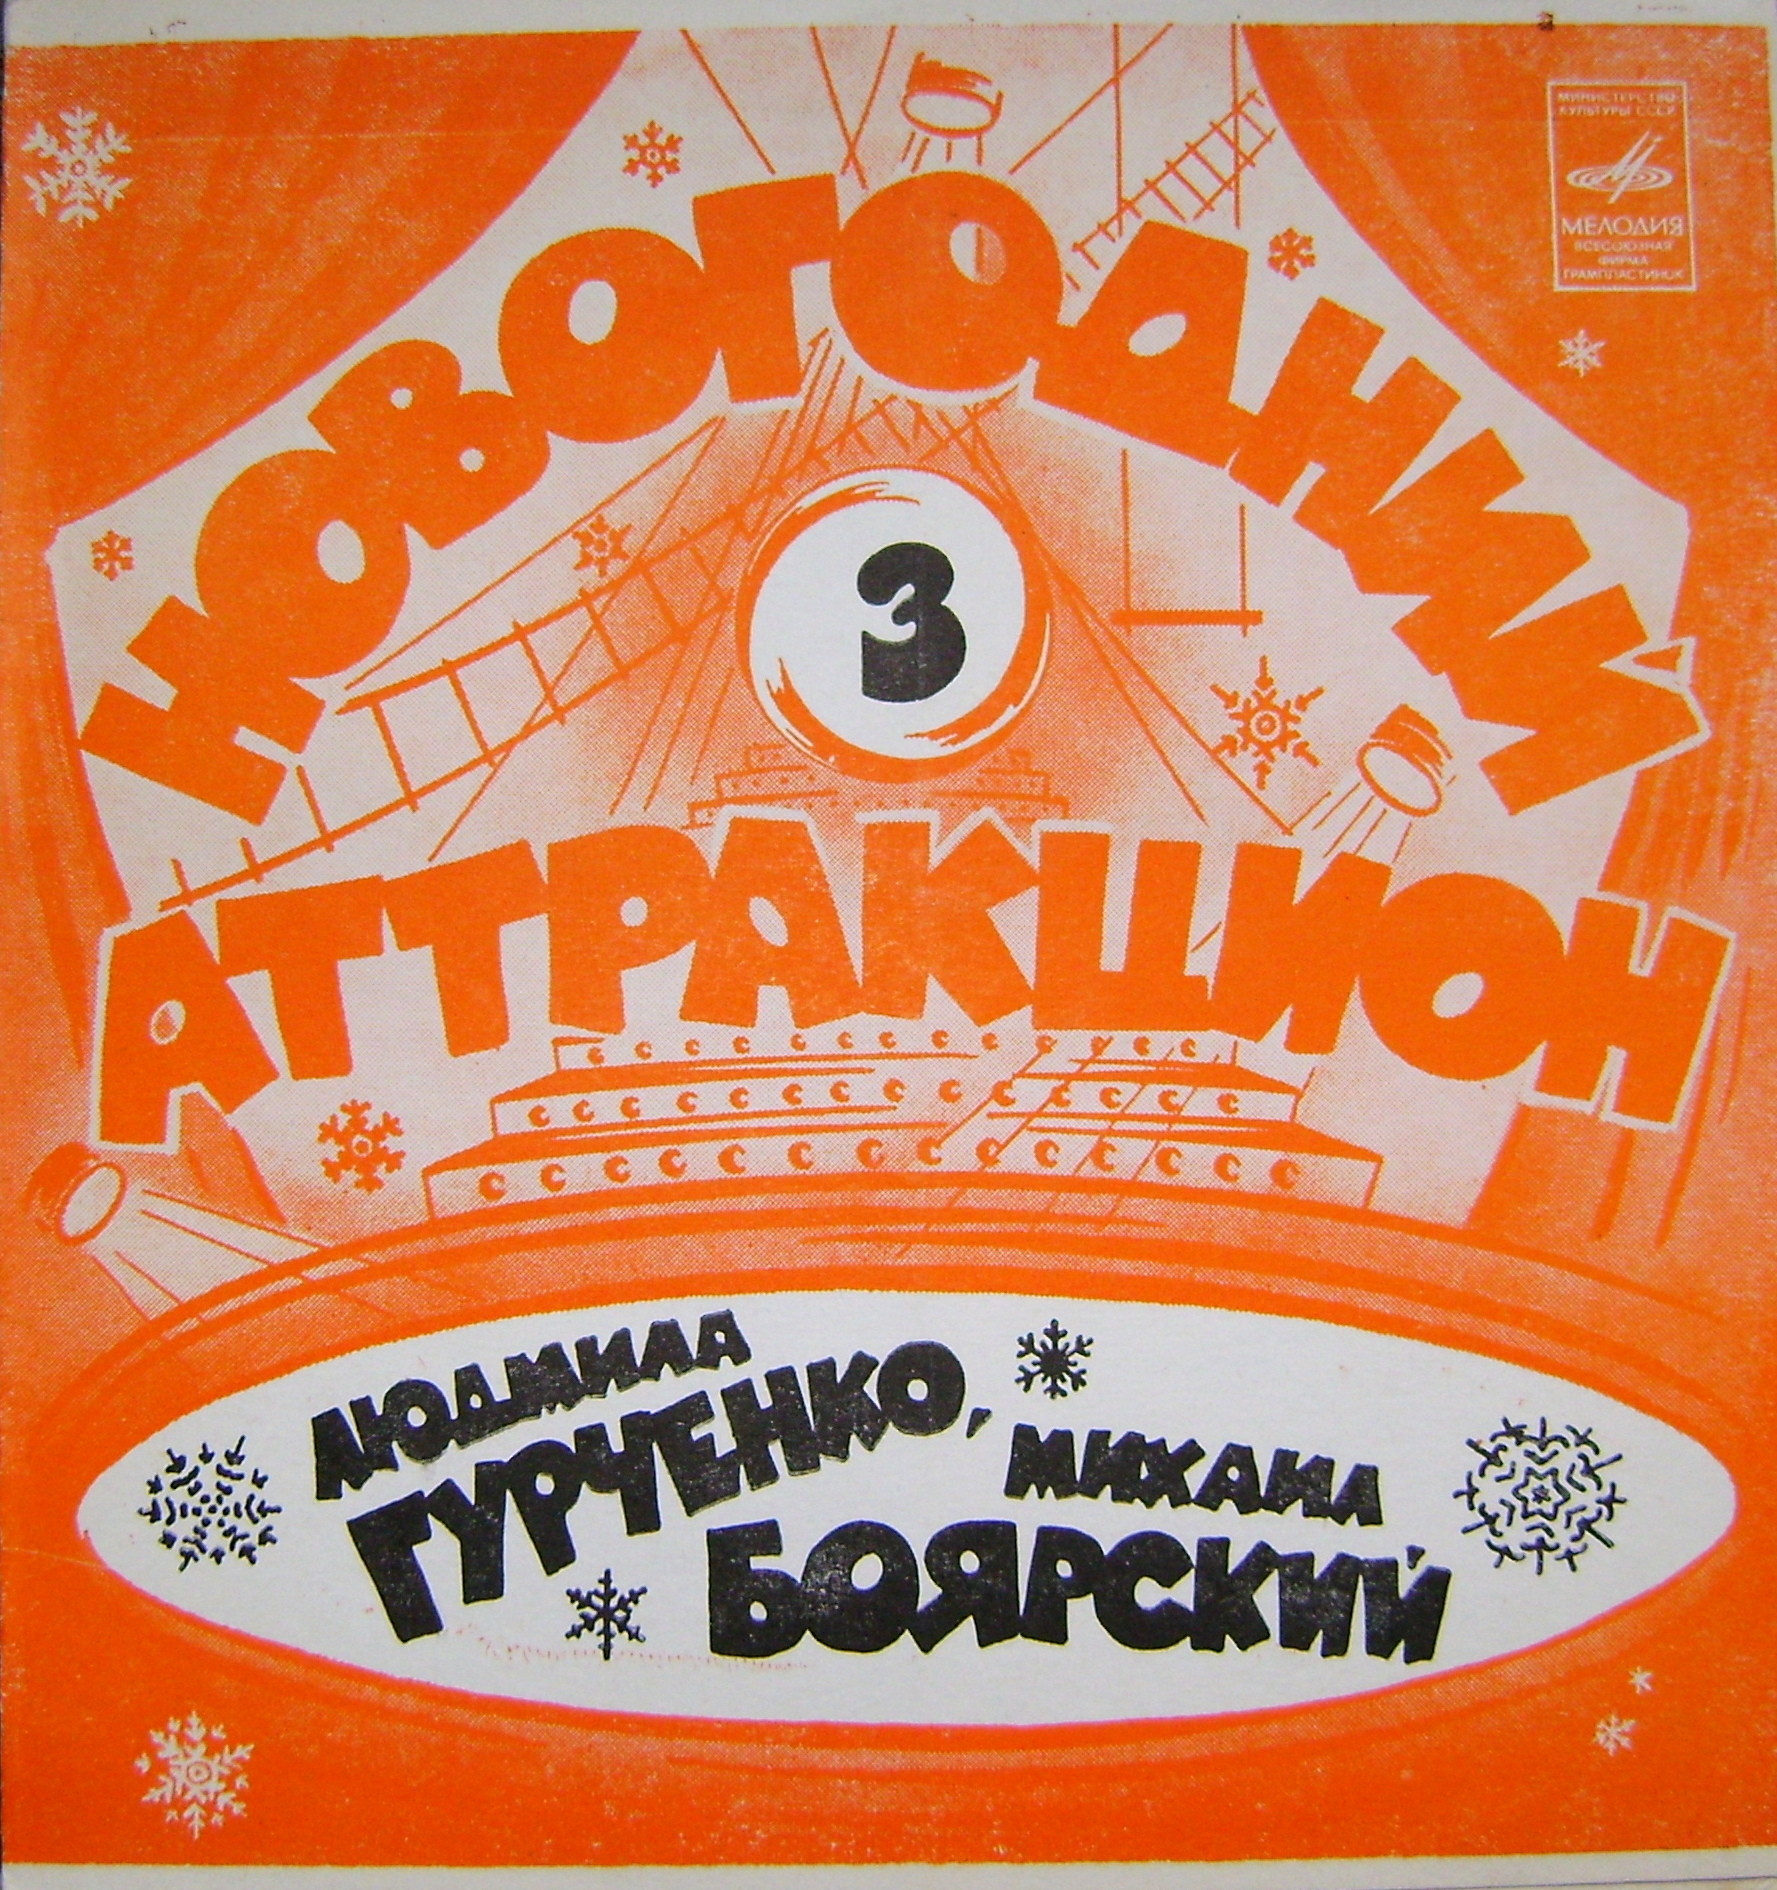 МИНИСТЕРСТВО
КУЛЬТУРЫ СССР
МЕЛОДИЯ
ВСЕСОЮЗНАЯ
ФИРМА
ГРАМПЛАСТИНОК
НОВОГОДНИЙ
3
АТТРАКЦИОН
ЛЮДМИЛА
ГУРЧЕНКО,
МИХАИЛ
БОЯРСКИЙ